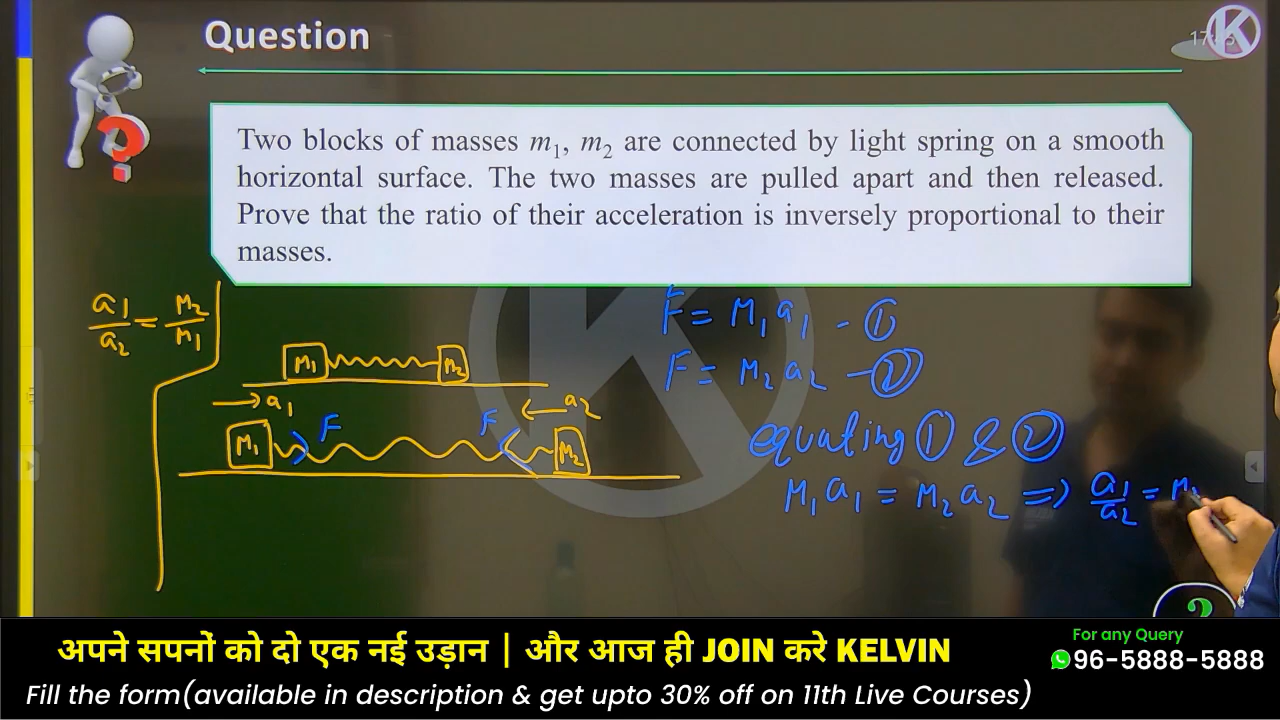 Question
17:
K
Two blocks of masses m₁, m₂ are connected by light spring on a smooth
horizontal surface. The two masses are pulled apart and then released.
Prove that the ratio of their acceleration is inversely proportional to their
masses.
a₁/a₂ = M₂/M₁
M₁ M₂
→ a₁ ← a₂
M₁ F F M₂
F = M₁a₁ - ①
F = M₂a₂ - ②
equating ① & ②
M₁a₁ = M₂a₂ => a₁/a₂ = M₂
?
अपने सपनों को दो एक नई उड़ान | और आज ही JOIN करे KELVIN
Fill the form(available in description & get upto 30% off on 11th Live Courses)
For any Query
96-5888-5888